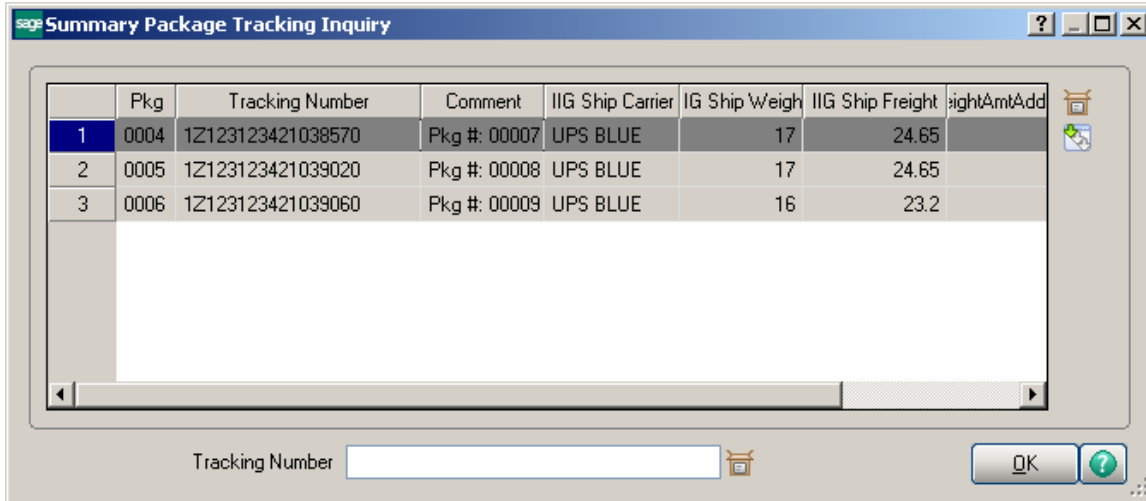 sage Summary Package Tracking Inquiry ? 
Pkg Tracking Number Comment IIG Ship Carrier IG Ship Weigh IIG Ship Freight eightAmtAdd
1 0004 1Z123123421038570 Pkg #: 00007 UPS BLUE 17 24.65
2 0005 1Z123123421039020 Pkg #: 00008 UPS BLUE 17 24.65
3 0006 1Z123123421039060 Pkg #: 00009 UPS BLUE 16 23.2
Tracking Number OK ?